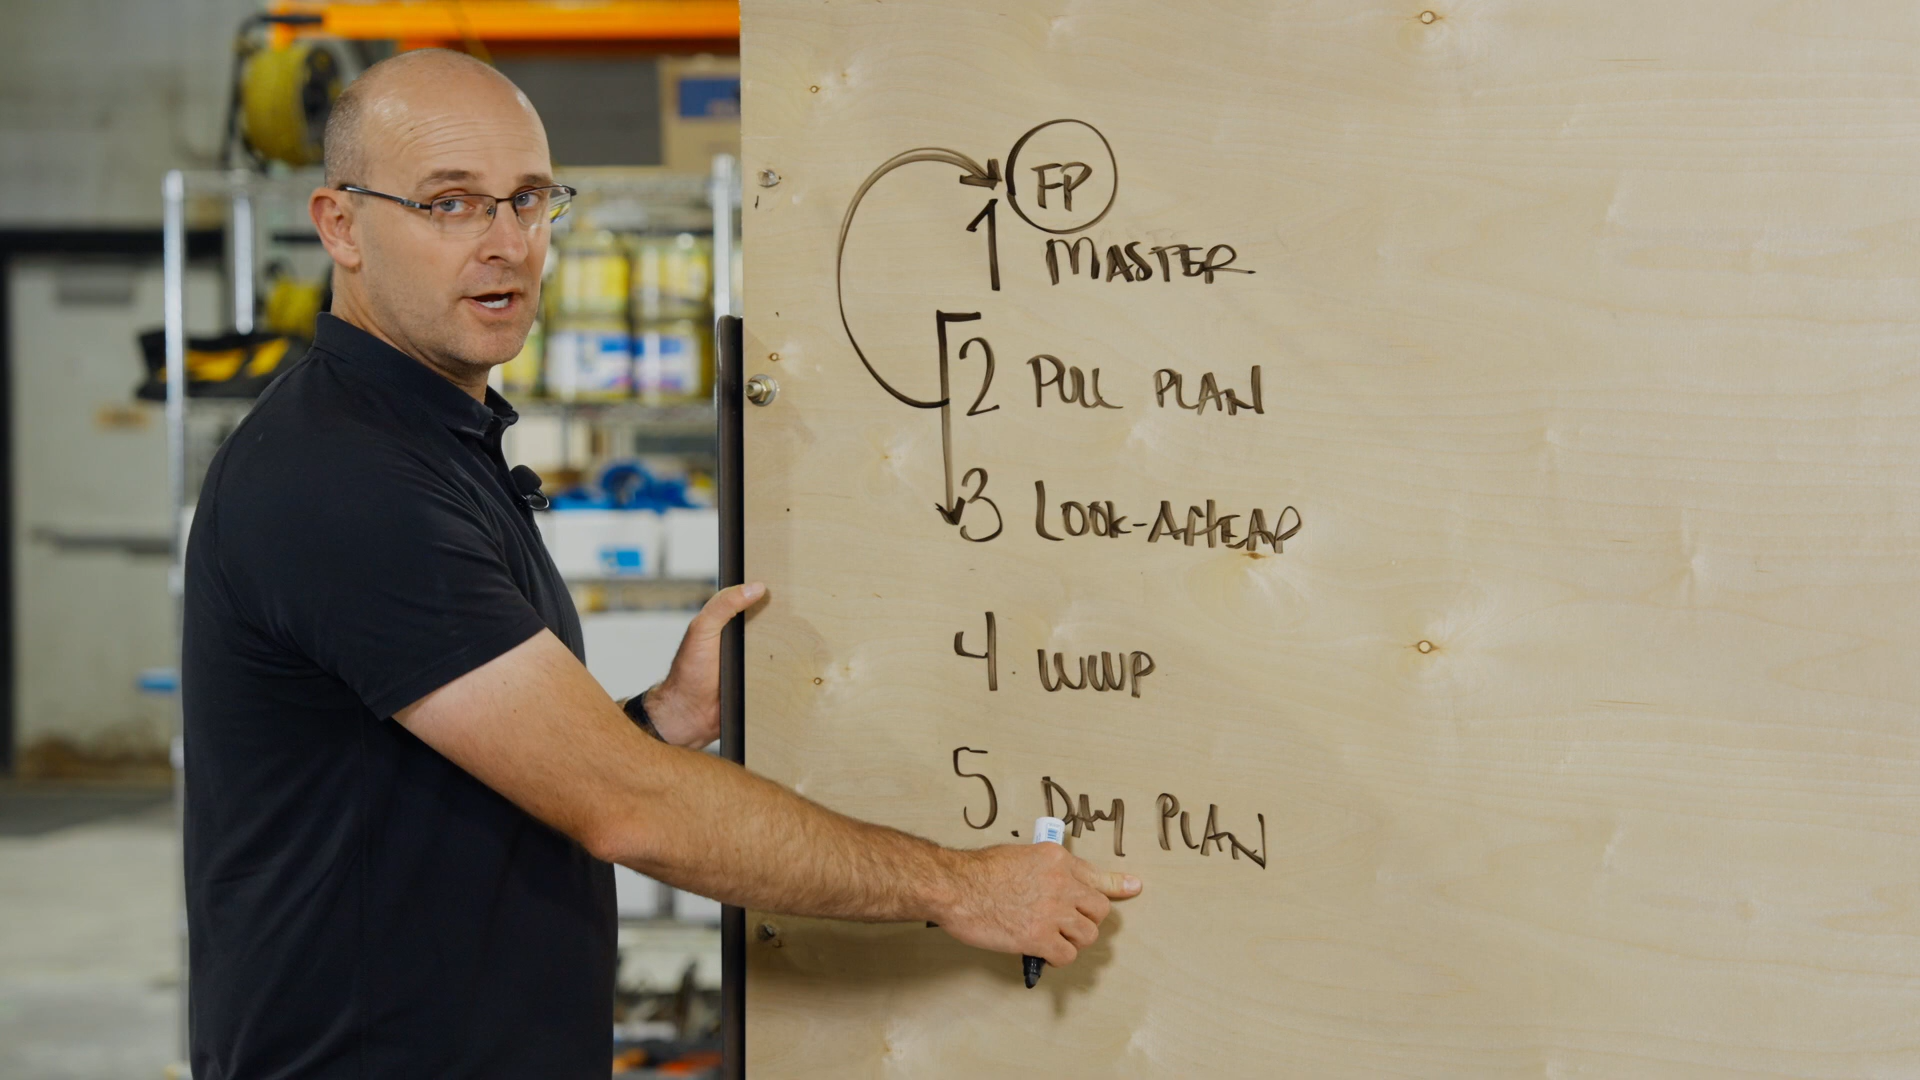 FP
1 MASTER
2 PULL PLAN
3 LOOK-AHEAD
4. WWP
5. DAY PLAN